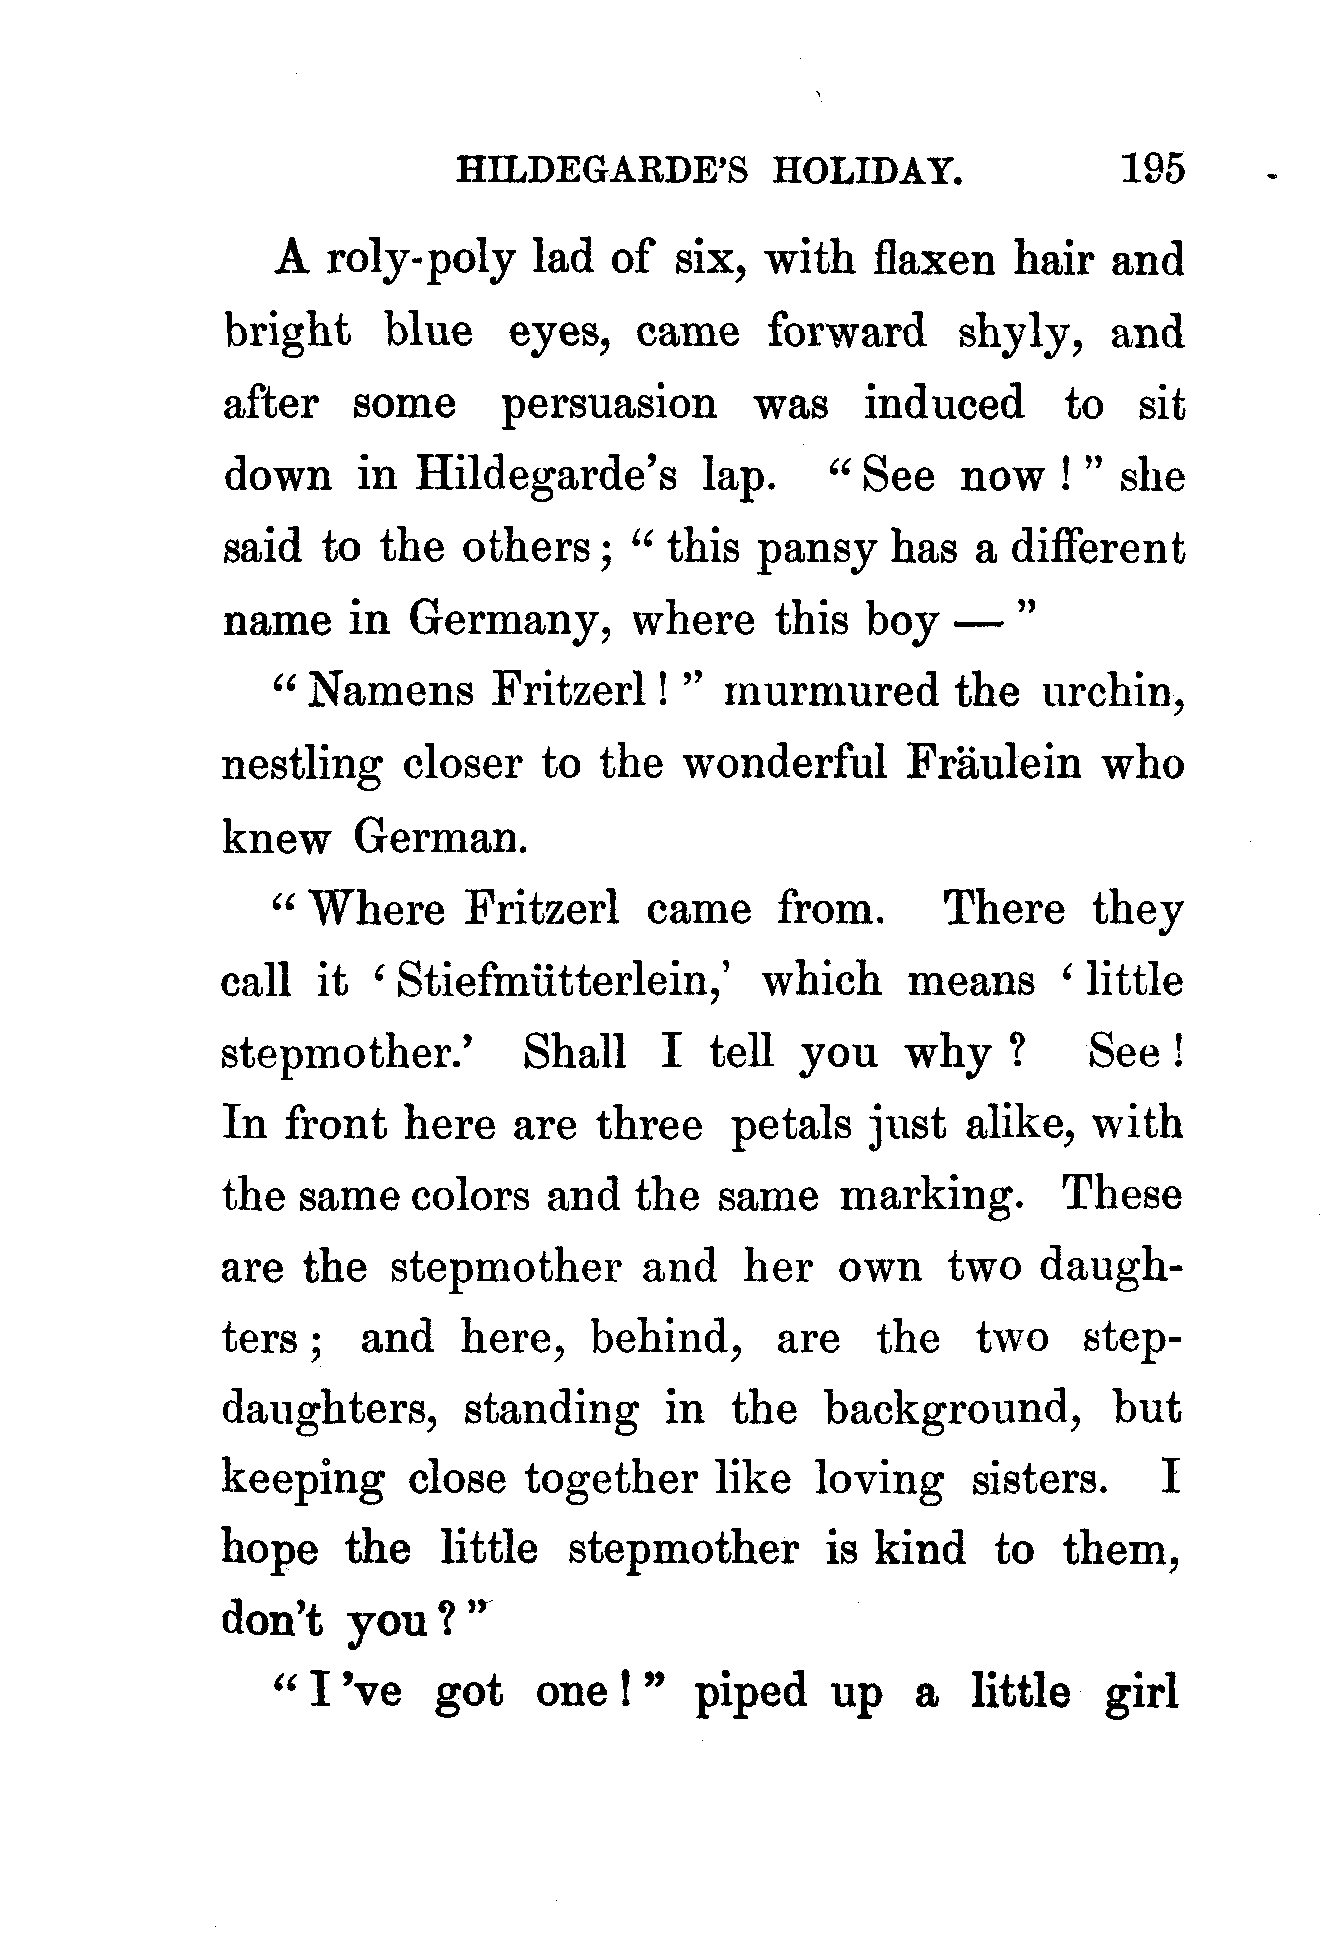 HILDEGARDE'S HOLIDAY. 195
A roly-poly lad of six, with flaxen hair and
bright blue eyes, came forward shyly, and
after some persuasion was induced to sit
down in Hildegarde's lap. "See now!" she
said to the others; "this pansy has a different
name in Germany, where this boy—"
"Namens Fritzerl!" murmured the urchin,
nestling closer to the wonderful Fräulein who
knew German.
"Where Fritzerl came from. There they
call it 'Stiefmütterlein,' which means 'little
stepmother.' Shall I tell you why? See!
In front here are three petals just alike, with
the same colors and the same marking. These
are the stepmother and her own two daugh-
ters; and here, behind, are the two step-
daughters, standing in the background, but
keeping close together like loving sisters. I
hope the little stepmother is kind to them,
don't you?"
"I've got one!" piped up a little girl